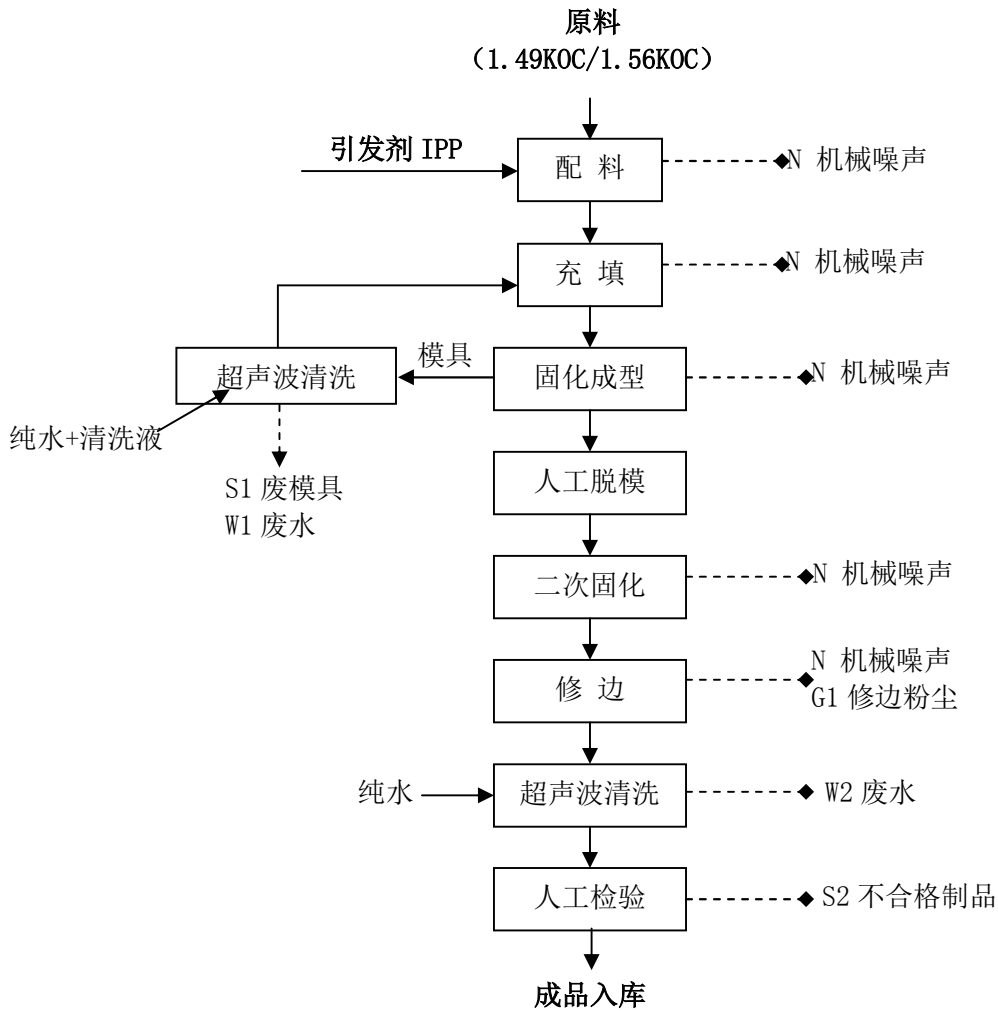 原料
（1.49KOC/1.56KOC）
引发剂 IPP
配 料
N 机械噪声
充 填
N 机械噪声
超声波清洗
模具
固化成型
N 机械噪声
纯水+清洗液
S1 废模具
W1 废水
人工脱模
二次固化
N 机械噪声
修 边
N 机械噪声
G1 修边粉尘
纯水
超声波清洗
W2 废水
人工检验
S2 不合格制品
成品入库